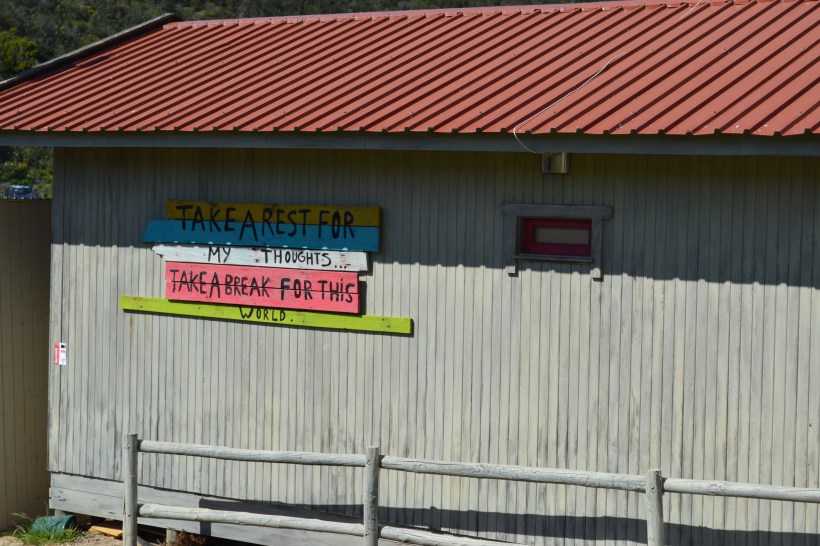 TAKE A REST FOR
MY THOUGHTS...
TAKE A BREAK FOR THiS
WORLD.